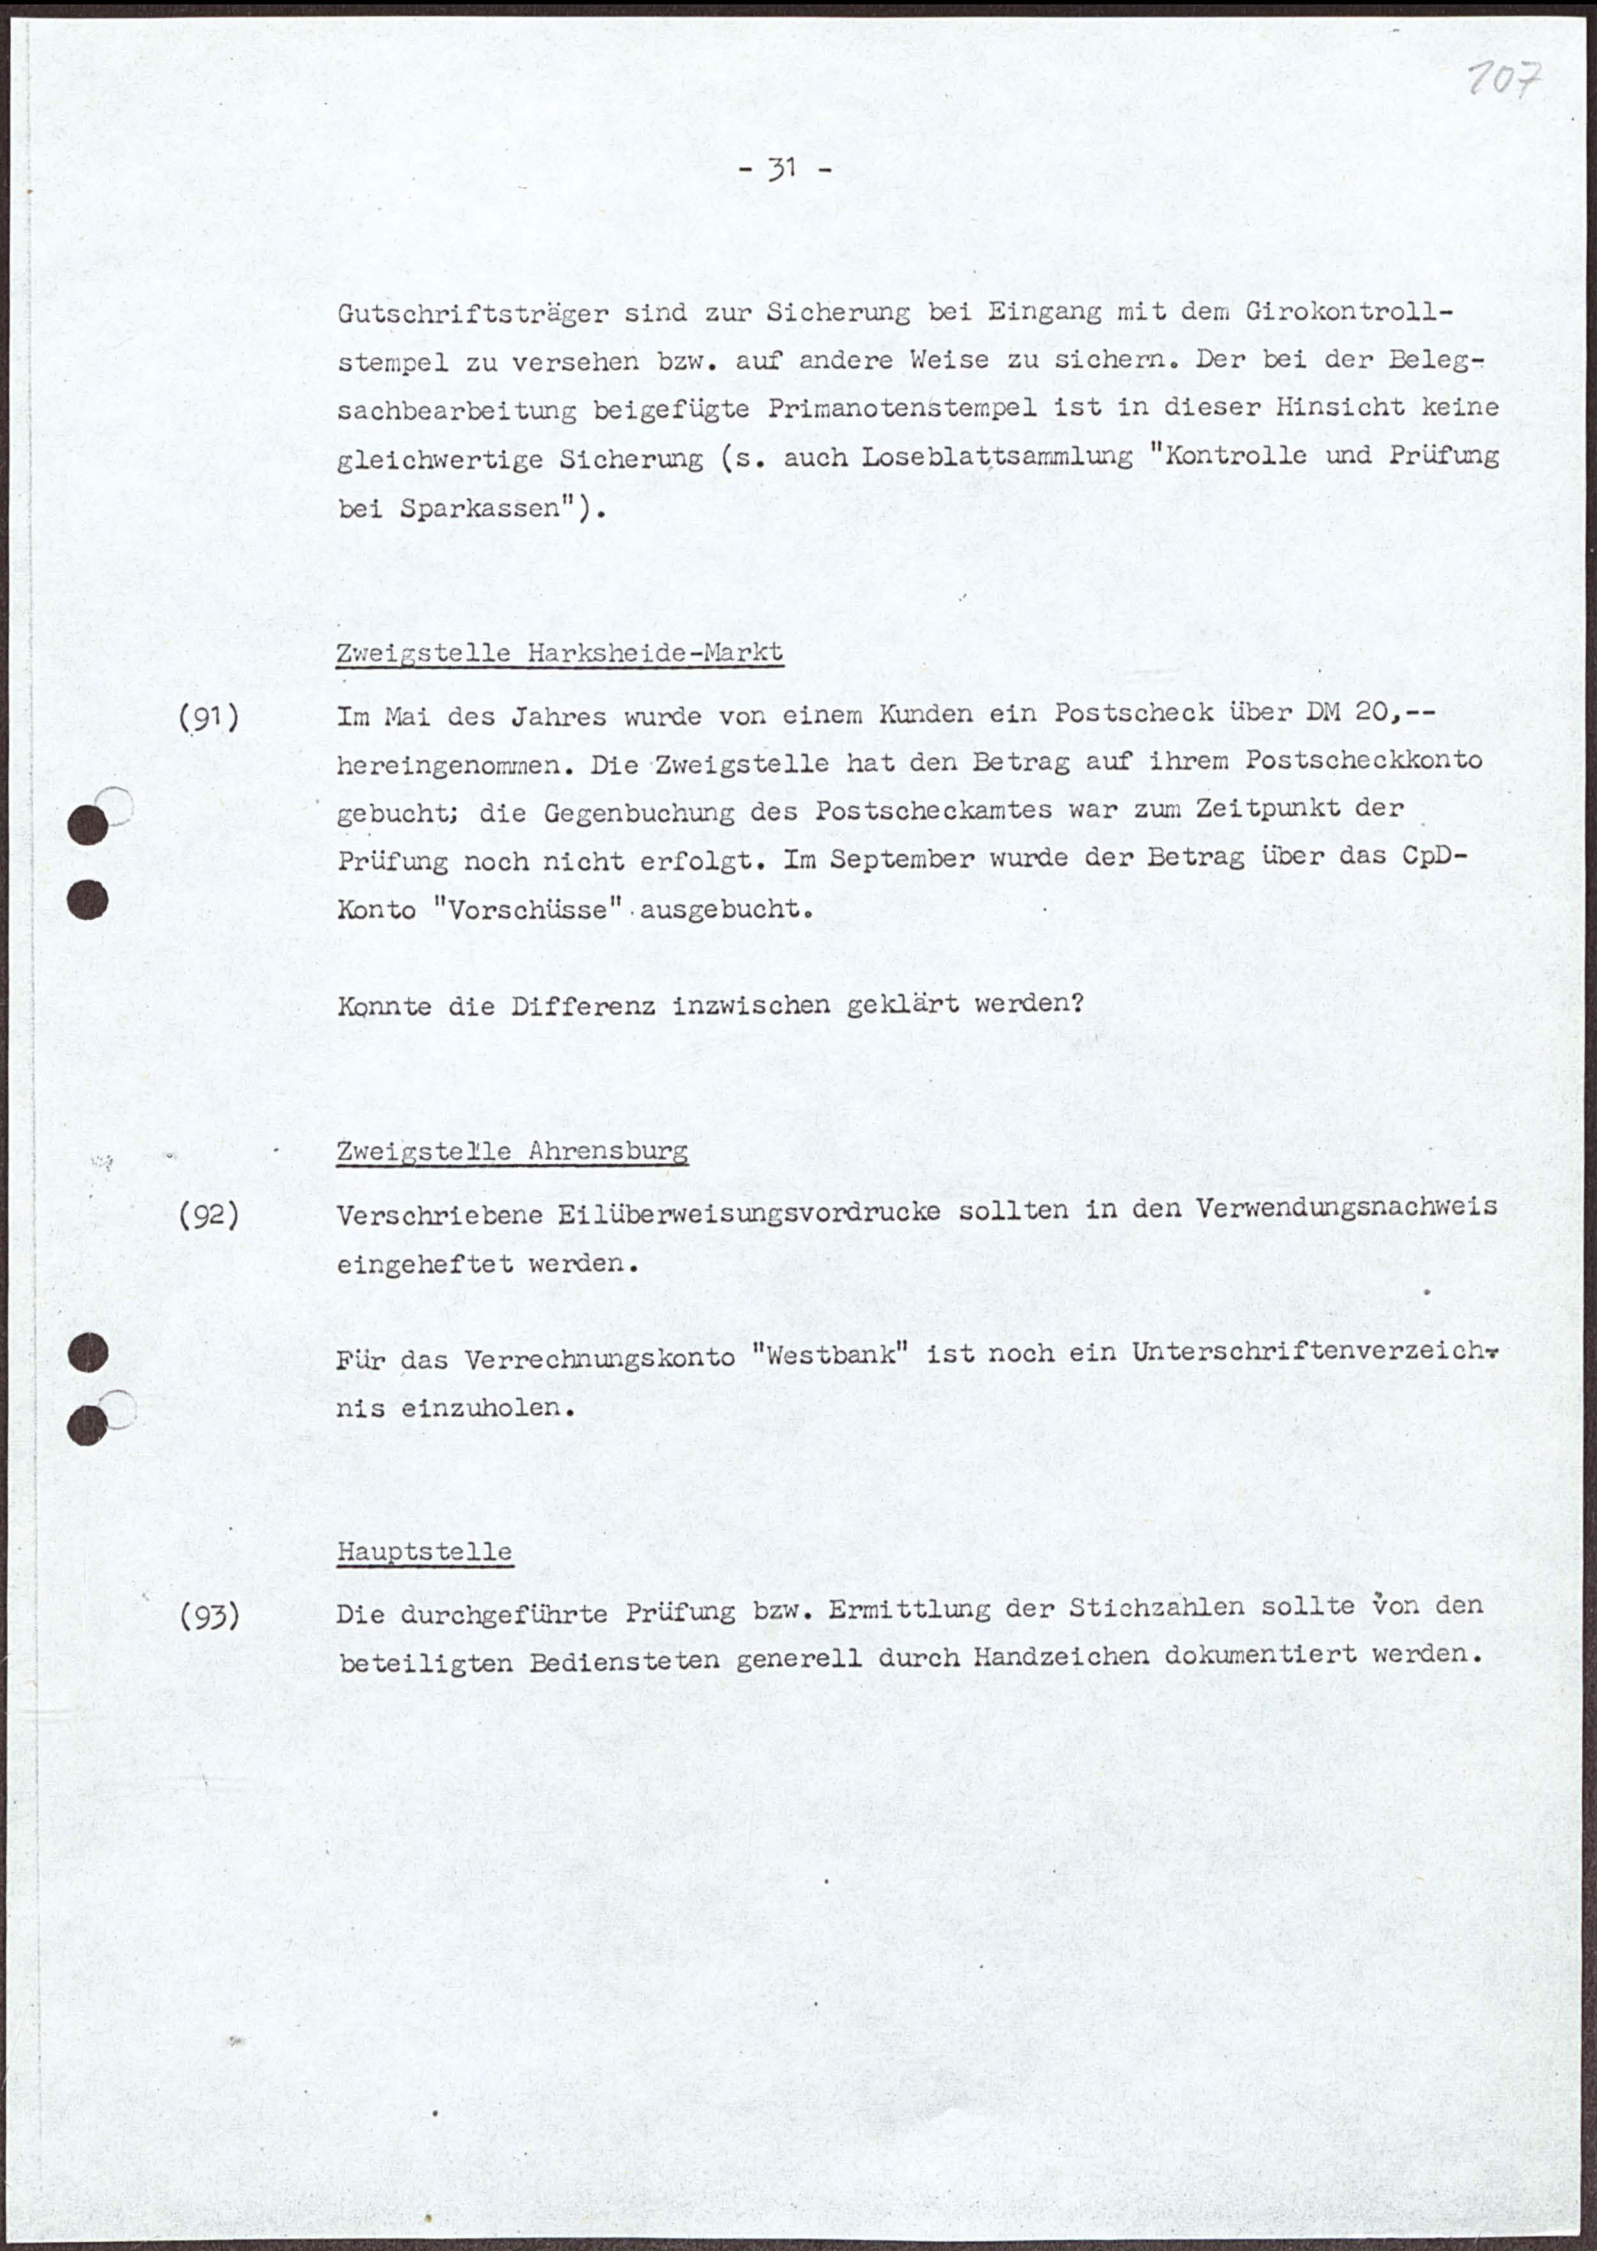 107
- 31 -
Gutschriftsträger sind zur Sicherung bei Eingang mit dem Girokontroll-
stempel zu versehen bzw. auf andere Weise zu sichern. Der bei der Beleg-
sachbearbeitung beigefügte Primanotenstempel ist in dieser Hinsicht keine
gleichwertige Sicherung (s. auch Loseblattsammlung "Kontrolle und Prüfung
bei Sparkassen").
Zweigstelle Harksheide-Markt
(91) Im Mai des Jahres wurde von einem Kunden ein Postscheck über DM 20,--
hereingenommen. Die Zweigstelle hat den Betrag auf ihrem Postscheckkonto
gebucht; die Gegenbuchung des Postscheckamtes war zum Zeitpunkt der
Prüfung noch nicht erfolgt. Im September wurde der Betrag über das CpD-
Konto "Vorschüsse" ausgebucht.
Konnte die Differenz inzwischen geklärt werden?
Zweigstelle Ahrensburg
(92) Verschriebene Eilüberweisungsvordrucke sollten in den Verwendungsnachweis
eingeheftet werden.
Für das Verrechnungskonto "Westbank" ist noch ein Unterschriftenverzeich-
nis einzuholen.
Hauptstelle
(93) Die durchgeführte Prüfung bzw. Ermittlung der Stichzahlen sollte von den
beteiligten Bediensteten generell durch Handzeichen dokumentiert werden.